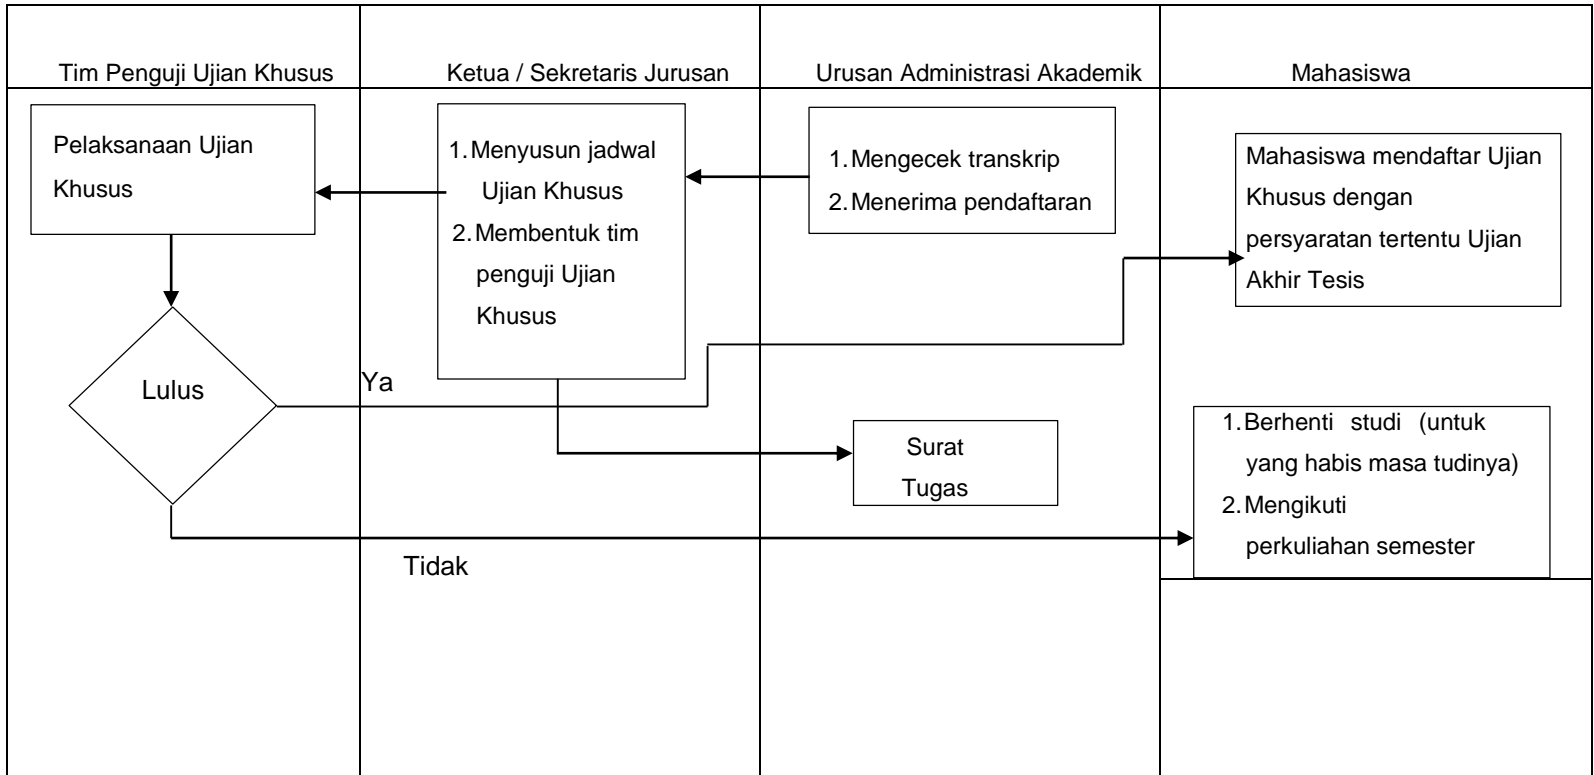 Tim Penguji Ujian Khusus
Ketua / Sekretaris Jurusan
Urusan Administrasi Akademik
Mahasiswa
Pelaksanaan Ujian
Khusus
1. Menyusun jadwal
Ujian Khusus
2. Membentuk tim
penguji Ujian
Khusus
1. Mengecek transkrip
2. Menerima pendaftaran
Mahasiswa mendaftar Ujian
Khusus dengan
persyaratan tertentu Ujian
Akhir Tesis
Lulus
Ya
Surat
Tugas
1. Berhenti studi (untuk
yang habis masa tudinya)
2. Mengikuti
perkuliahan semester
Tidak